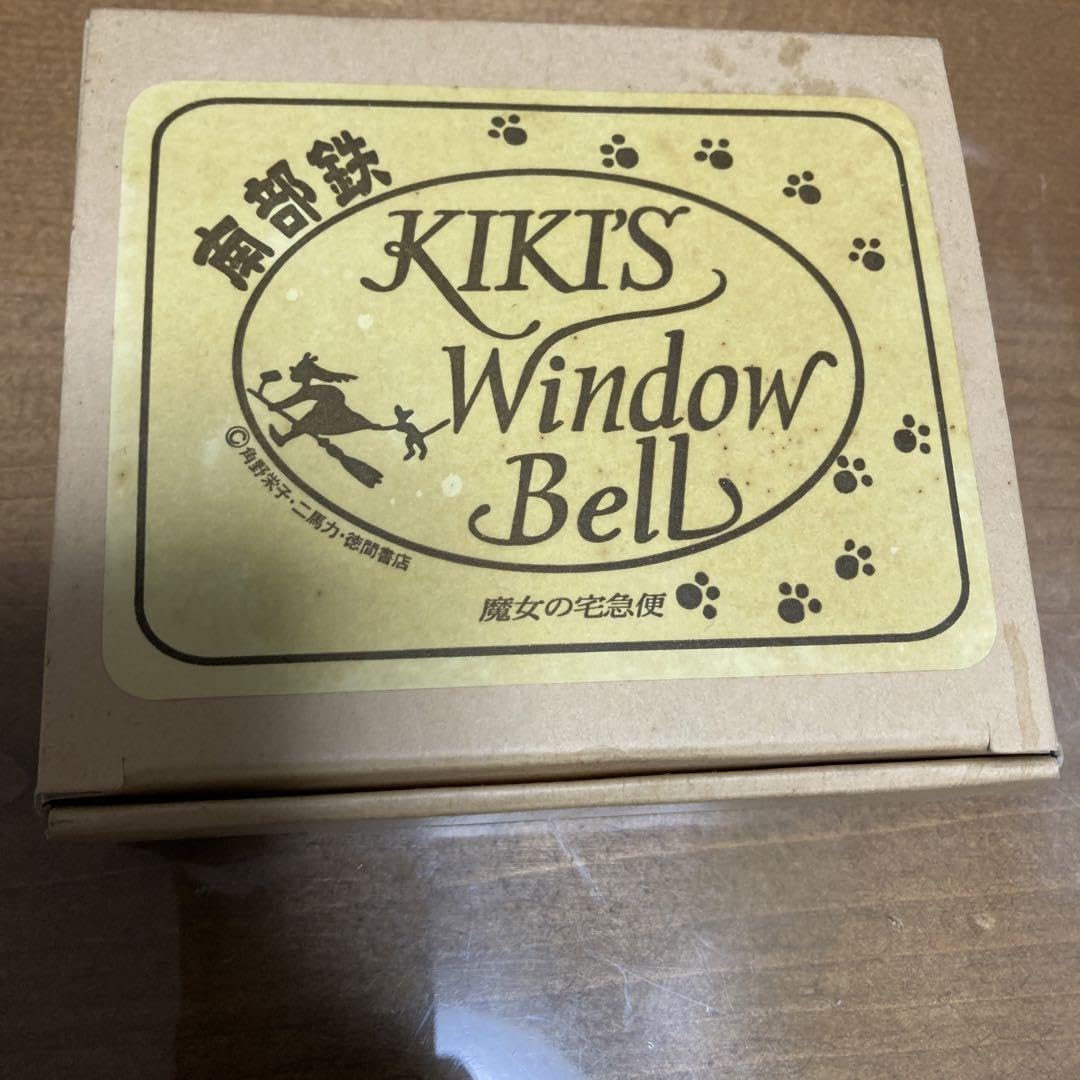 南部鉄
KIKI'S
Window
Bell
©角野栄子・二馬力・徳間書店
魔女の宅急便